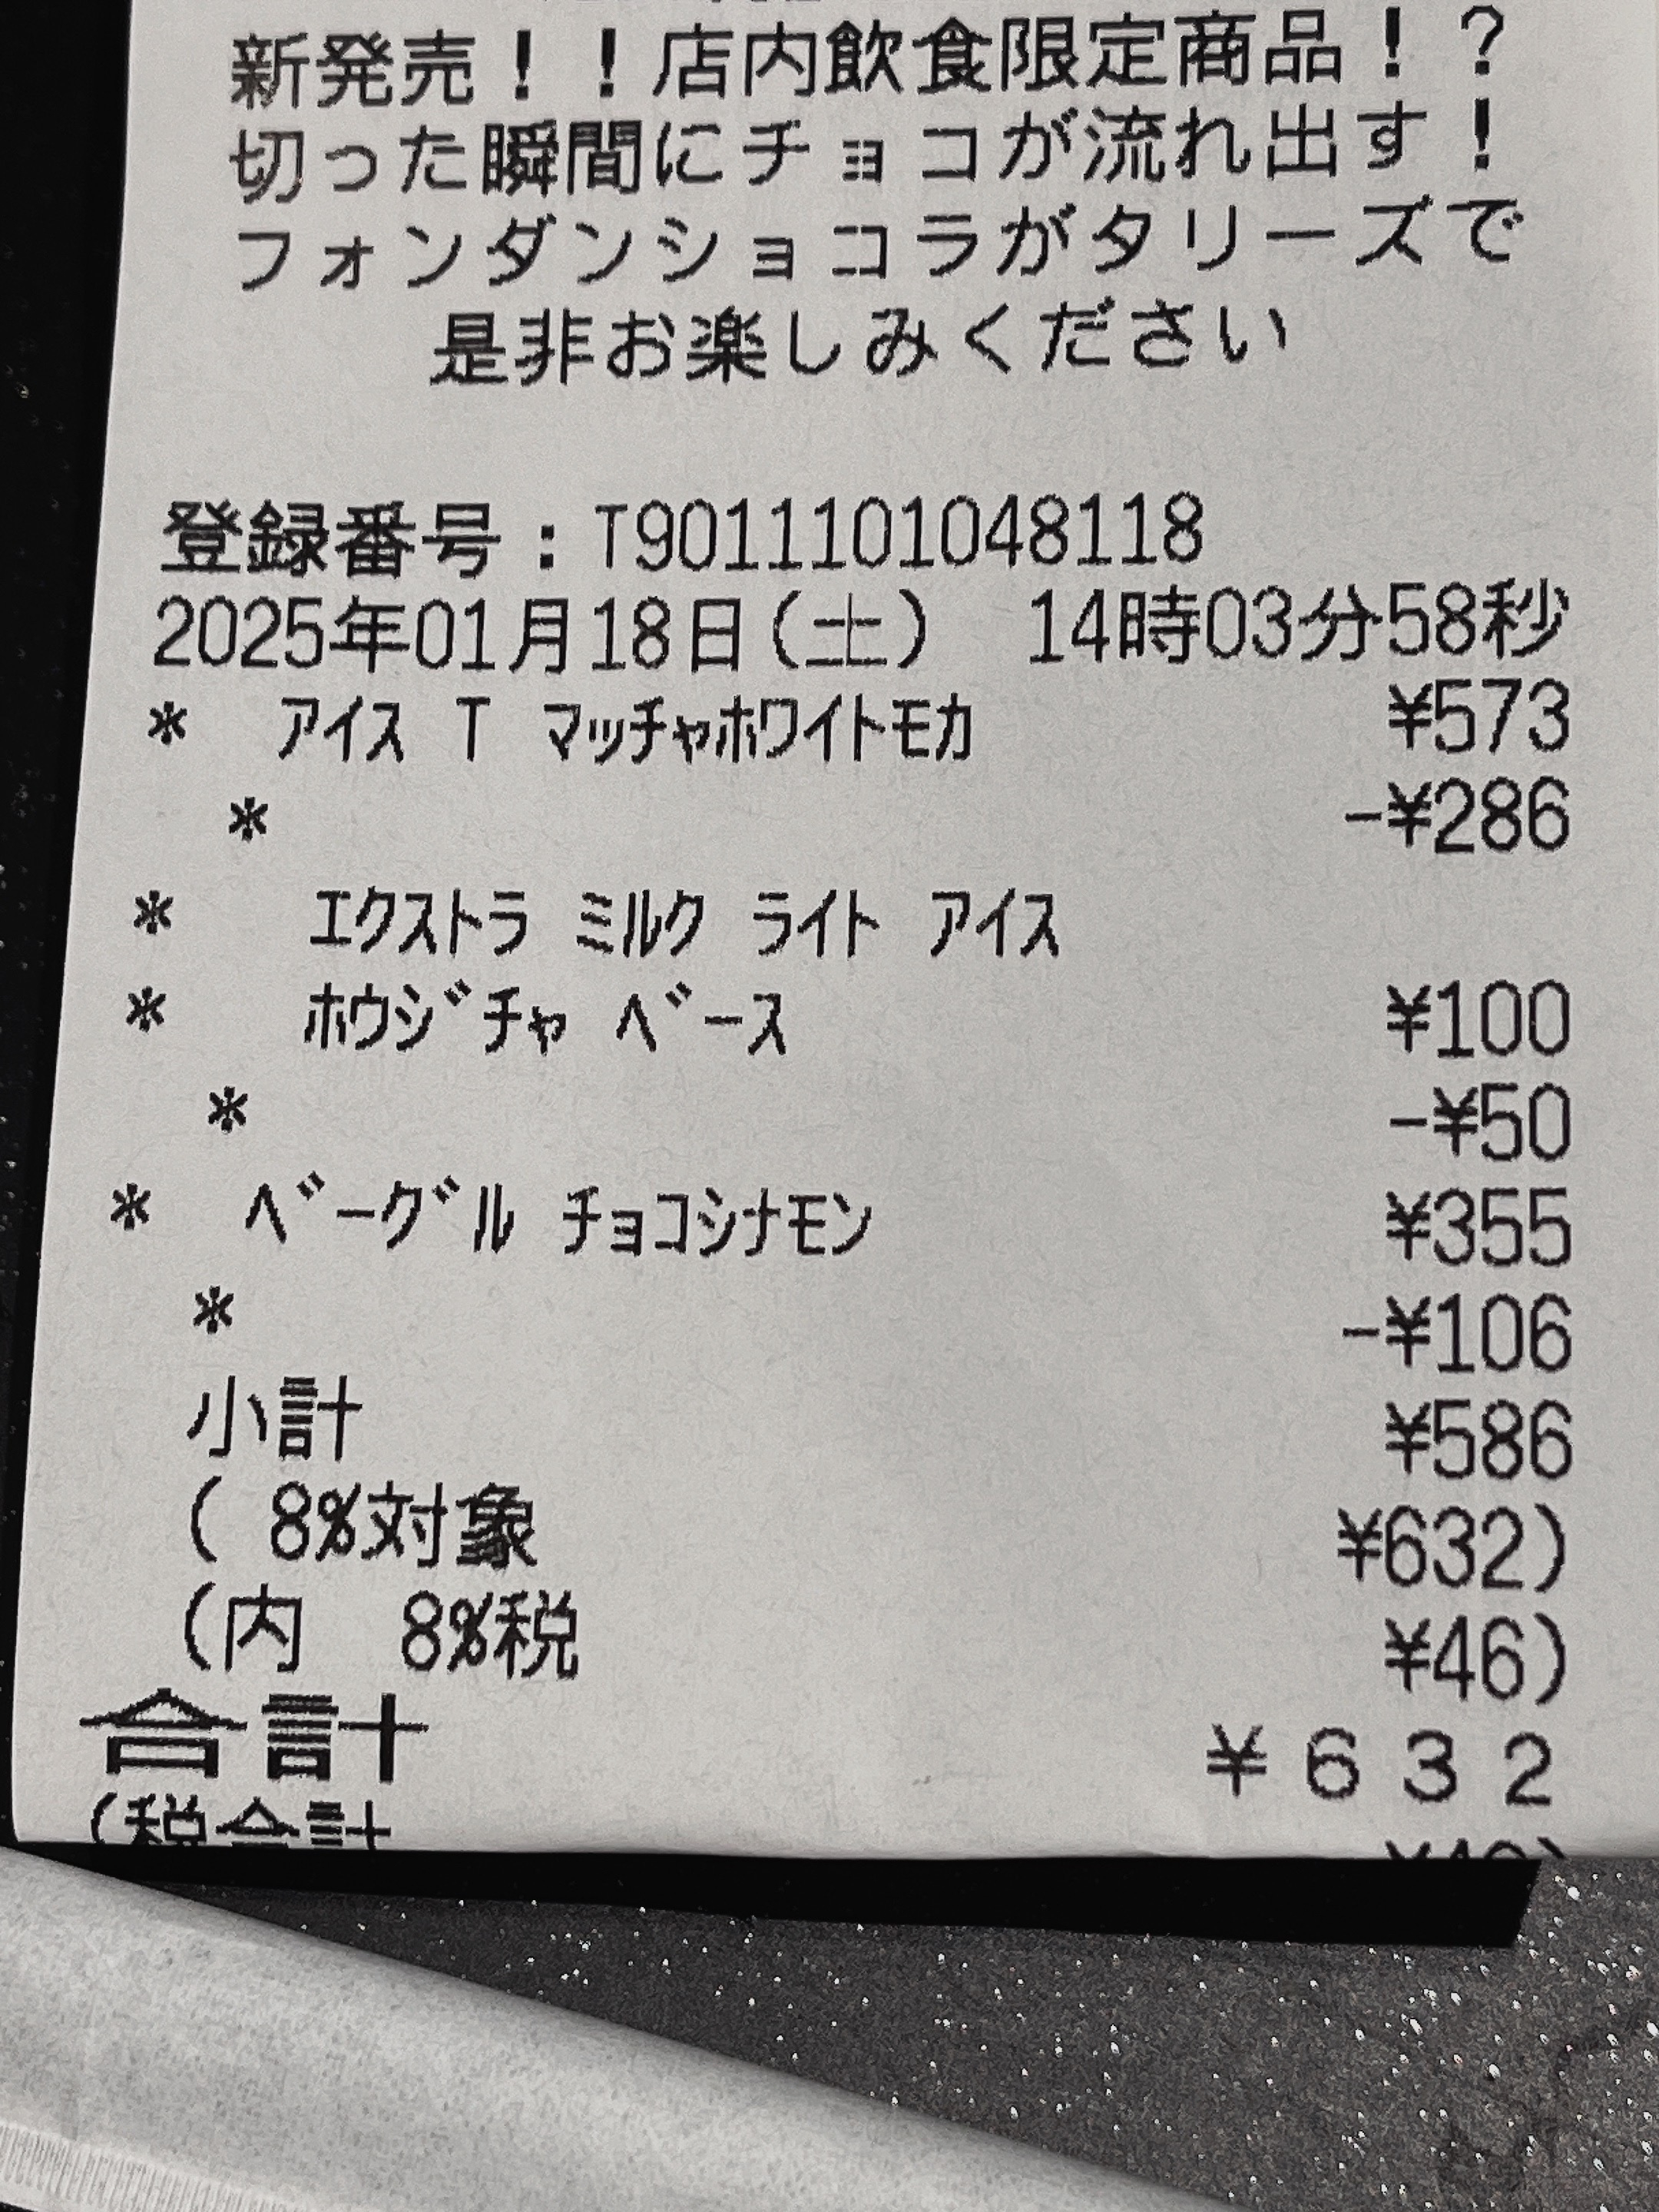 新発売！！店内飲食限定商品！？
切った瞬間にチョコが流れ出す！
フォンダンショコラがタリーズで
是非お楽しみください
登録番号：T9011101048118
2025年01月18日(土) 14時03分58秒
* ｱｲｽ T ﾏｯﾁｬﾎﾜｲﾄﾓｶ ¥573
* -¥286
* ｴｸｽﾄﾗ ﾐﾙｸ ﾗｲﾄ ｱｲｽ
* ﾎｳｼﾞﾁｬ ﾍﾞｰｽ ¥100
* -¥50
* ﾍﾞｰｸﾞﾙ ﾁｮｺｼﾅﾓﾝ ¥355
* -¥106
小計 ¥586
( 8%対象 ¥632)
(内 8%税 ¥46)
合計 ¥６３２
(税合計